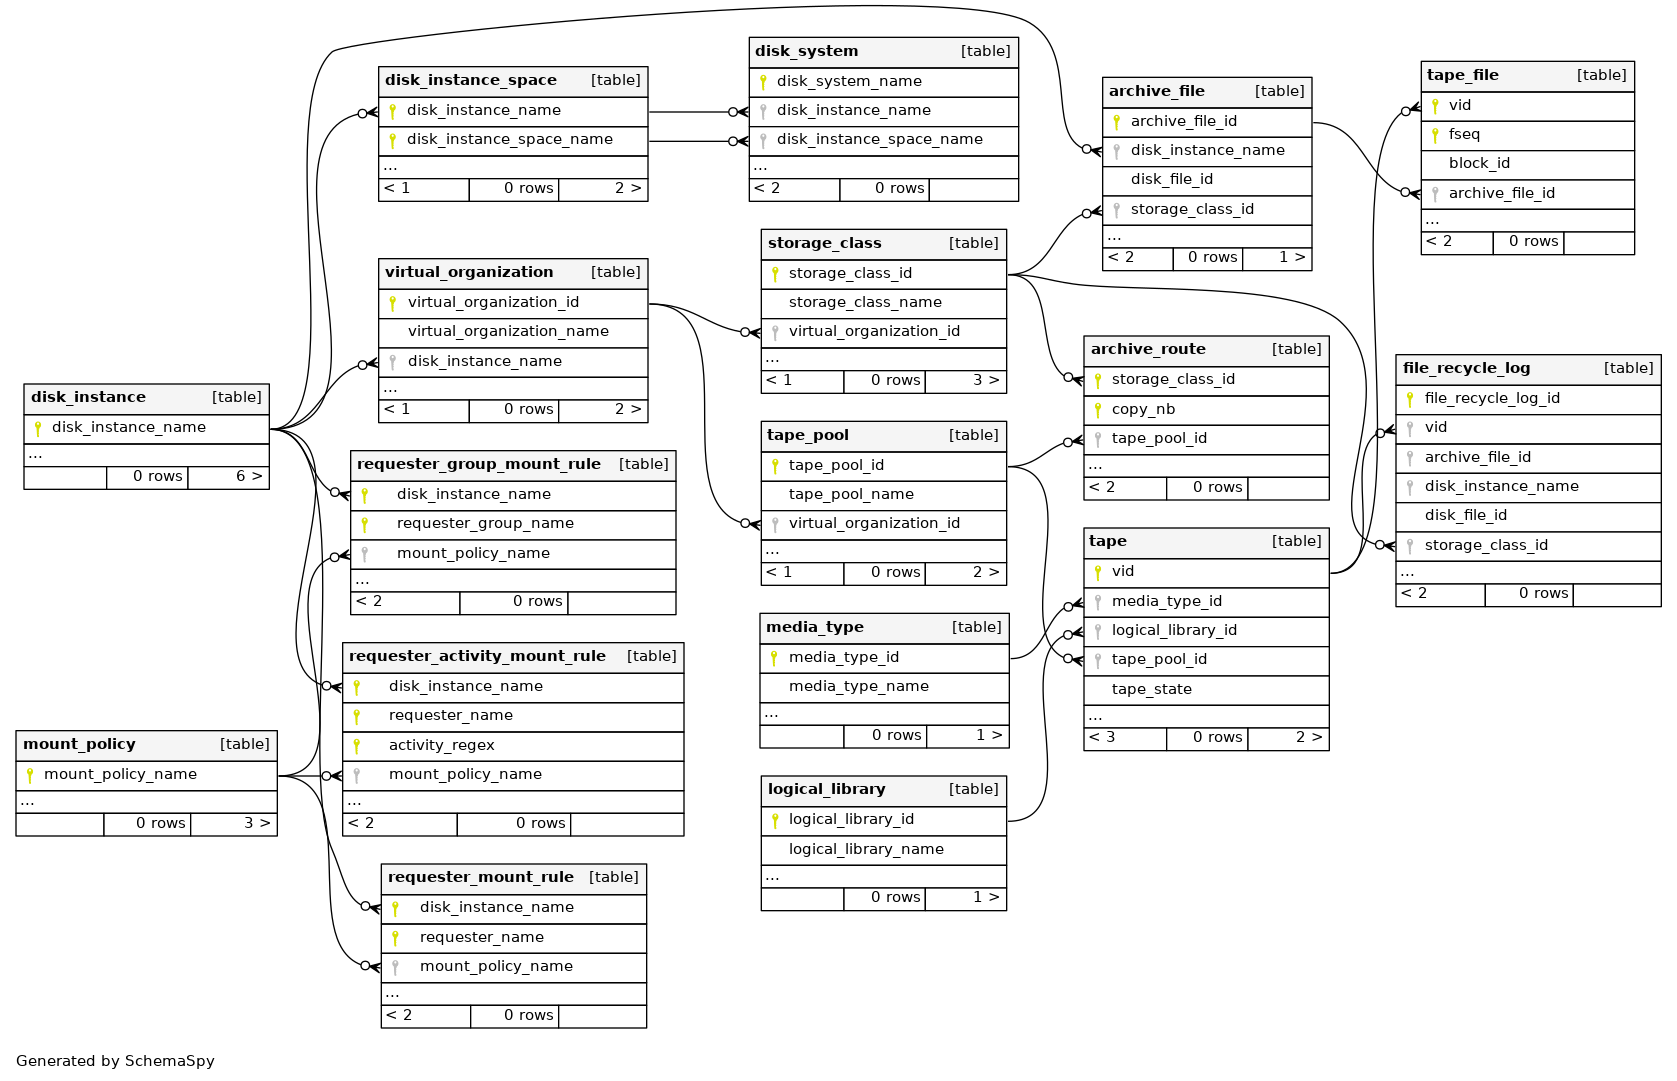 disk_instance [table]
disk_instance_name
...
0 rows 6 >
mount_policy [table]
mount_policy_name
...
0 rows 3 >
disk_instance_space [table]
disk_instance_name
disk_instance_space_name
...
< 1 0 rows 2 >
virtual_organization [table]
virtual_organization_id
virtual_organization_name
disk_instance_name
...
< 1 0 rows 2 >
requester_group_mount_rule [table]
disk_instance_name
requester_group_name
mount_policy_name
...
< 2 0 rows
requester_activity_mount_rule [table]
disk_instance_name
requester_name
activity_regex
mount_policy_name
...
< 2 0 rows
requester_mount_rule [table]
disk_instance_name
requester_name
mount_policy_name
...
< 2 0 rows
disk_system [table]
disk_system_name
disk_instance_name
disk_instance_space_name
...
< 2 0 rows
storage_class [table]
storage_class_id
storage_class_name
virtual_organization_id
...
< 1 0 rows 3 >
tape_pool [table]
tape_pool_id
tape_pool_name
virtual_organization_id
...
< 1 0 rows 2 >
media_type [table]
media_type_id
media_type_name
...
0 rows 1 >
logical_library [table]
logical_library_id
logical_library_name
...
0 rows 1 >
archive_file [table]
archive_file_id
disk_instance_name
disk_file_id
storage_class_id
...
< 2 0 rows 1 >
archive_route [table]
storage_class_id
copy_nb
tape_pool_id
...
< 2 0 rows
tape [table]
vid
media_type_id
logical_library_id
tape_pool_id
tape_state
...
< 3 0 rows 2 >
tape_file [table]
vid
fseq
block_id
archive_file_id
...
< 2 0 rows
file_recycle_log [table]
file_recycle_log_id
vid
archive_file_id
disk_instance_name
disk_file_id
storage_class_id
...
< 2 0 rows
Generated by SchemaSpy